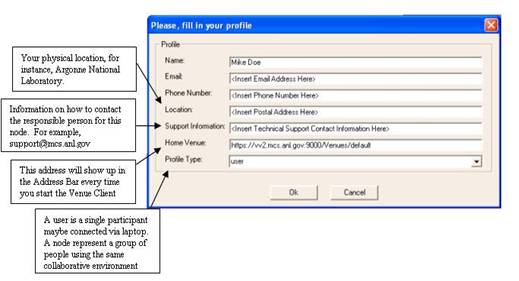 Please, fill in your profile
Profile
Name:
Mike Doe
Email:
<Insert Email Address Here>
Phone Number:
<Insert Phone Number Here>
Location:
<Insert Postal Address Here>
Support Information:
<Insert Technical Support Contact Information Here>
Home Venue:
https://vv2.mcs.anl.gov:9000/Venues/default
Profile Type:
user
Ok
Cancel
Your physical location, for
instance, Argonne National
Laboratory.
Information on how to contact
the responsible person for this
node. For example,
support@mcs.anl.gov
This address will show up in
the Address Bar every time
you start the Venue Client
A user is a single participant
maybe connected via laptop.
A node represent a group of
people using the same
collaborative environment